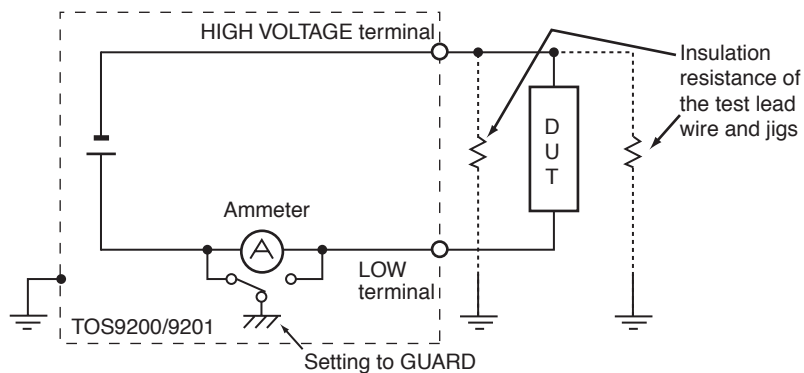 HIGH VOLTAGE terminal
Insulation
resistance of
the test lead
wire and jigs
D
U
T
Ammeter
A
LOW
terminal
TOS9200/9201
Setting to GUARD